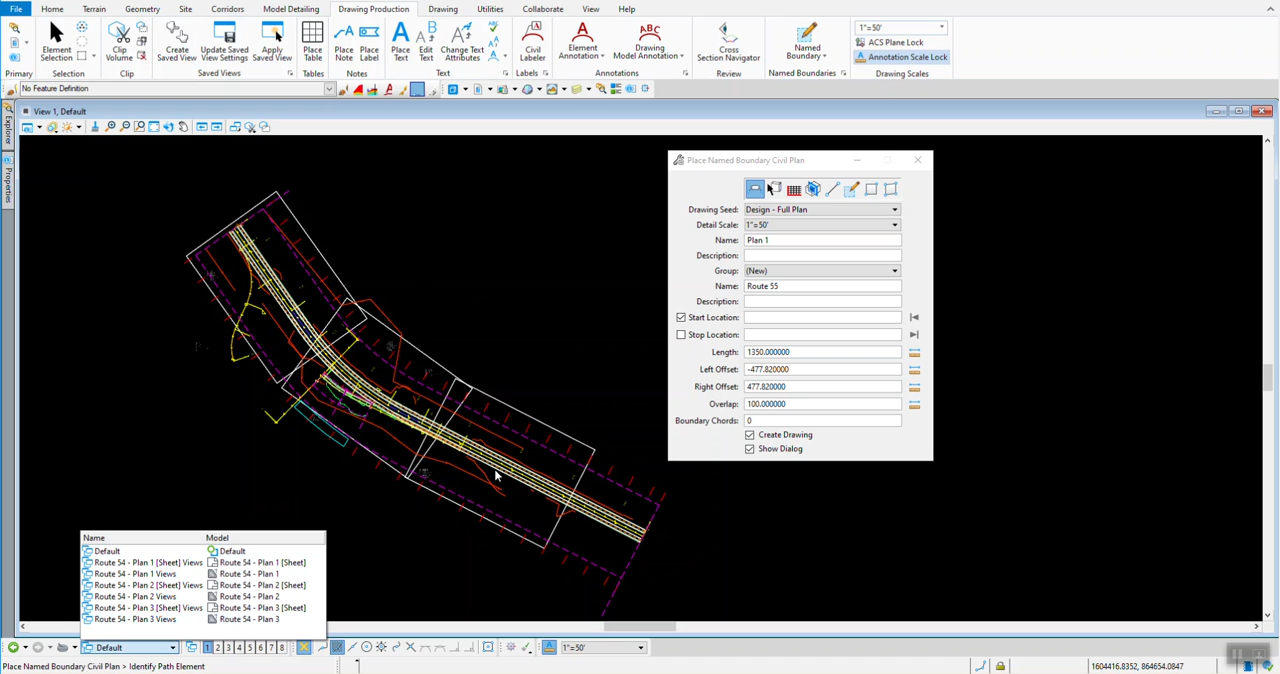 File Home Terrain Geometry Site Corridors Model Detailing Drawing Production Drawing Utilities Collaborate View Help
Element Selection
Clip Volume
Create Saved View
Update Saved View Settings
Apply Saved View
Place Table
Place Note
Place Label
Place Text
Edit Text
Change Text Attributes
Civil Labeler
Element Annotation
Drawing Model Annotation
Cross Section Navigator
Named Boundary
1"=50'
ACS Plane Lock
Annotation Scale Lock
Primary Selection Clip Saved Views Tables Notes Text Labels Annotations Review Named Boundaries Drawing Scales
No Feature Definition
View 1, Default
Explorer
Properties
Place Named Boundary Civil Plan
Drawing Seed: Design - Full Plan
Detail Scale: 1"=50'
Name: Plan 1
Description:
Group: (New)
Name: Route 55
Description:
Start Location:
Stop Location:
Length: 1350.000000
Left Offset: -477.820000
Right Offset: 477.820000
Overlap: 100.000000
Boundary Chords: 0
Create Drawing
Show Dialog
Name Model
Default Default
Route 54 - Plan 1 [Sheet] Views Route 54 - Plan 1 [Sheet]
Route 54 - Plan 1 Views Route 54 - Plan 1
Route 54 - Plan 2 [Sheet] Views Route 54 - Plan 2 [Sheet]
Route 54 - Plan 2 Views Route 54 - Plan 2
Route 54 - Plan 3 [Sheet] Views Route 54 - Plan 3 [Sheet]
Route 54 - Plan 3 Views Route 54 - Plan 3
Default 1 2 3 4 5 6 7 8 1"=50'
Place Named Boundary Civil Plan > Identify Path Element 1604416.8352, 864654.0847